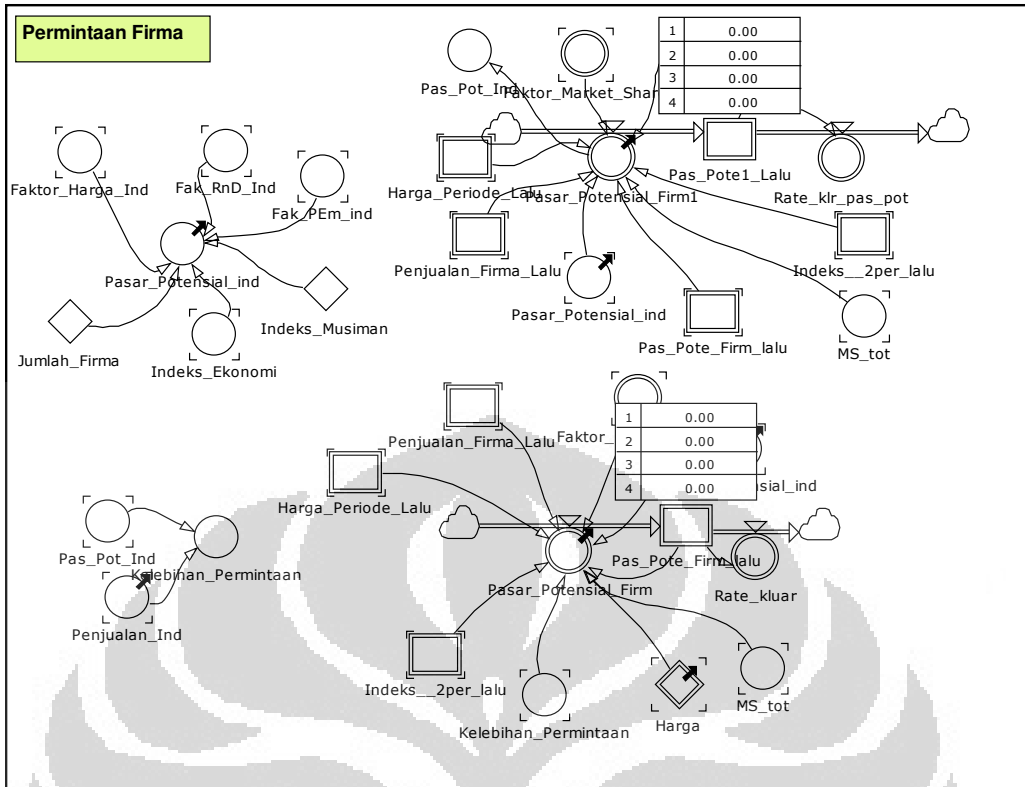 Permintaan Firma
1 0.00
2 0.00
3 0.00
4 0.00
Pas_Pot_Ind
Faktor_Market_Shar
Faktor_Harga_Ind
Fak_RnD_Ind
Fak_PEm_ind
Harga_Periode_Lalu
Pasar_Potensial_Firm1
Pas_Pote1_Lalu
Rate_klr_pas_pot
Pasar_Potensial_ind
Penjualan_Firma_Lalu
Indeks__2per_lalu
Pasar_Potensial_ind
Indeks_Musiman
Pas_Pote_Firm_lalu
MS_tot
Jumlah_Firma
Indeks_Ekonomi
1 0.00
2 0.00
3 0.00
4 0.00
Penjualan_Firma_Lalu
Faktor_
sial_ind
Harga_Periode_Lalu
Pas_Pot_Ind
Kelebihan_Permintaan
Pasar_Potensial_Firm
Pas_Pote_Firm_lalu
Rate_kluar
Penjualan_Ind
Indeks__2per_lalu
Kelebihan_Permintaan
Harga
MS_tot